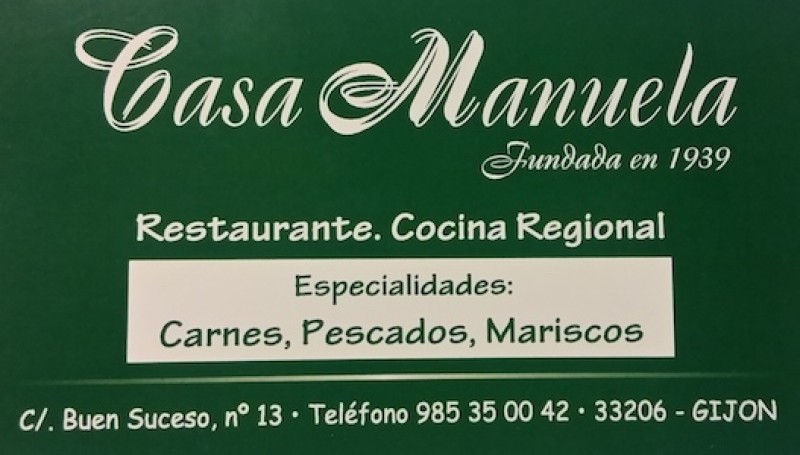 Casa Manuela
Fundada en 1939
Restaurante. Cocina Regional
Especialidades:
Carnes, Pescados, Mariscos
C/. Buen Suceso, nº 13 · Teléfono 985 35 00 42 · 33206 - GIJON